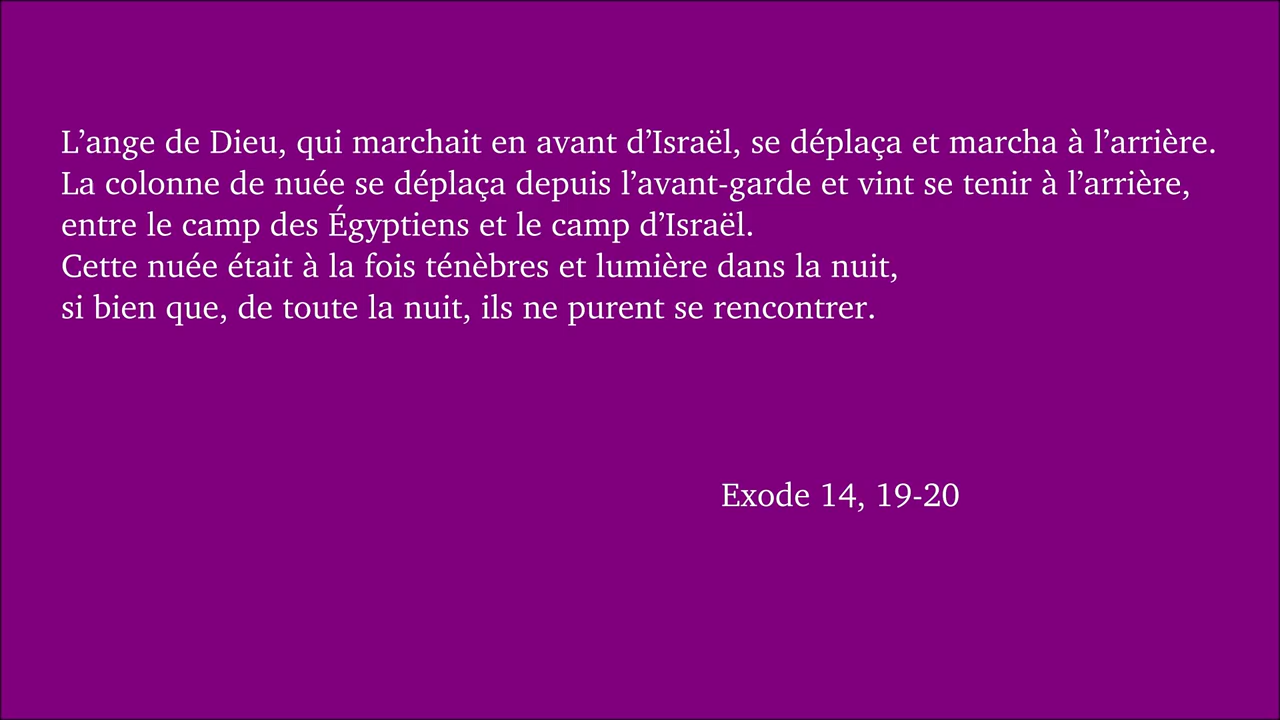 L’ange de Dieu, qui marchait en avant d’Israël, se déplaça et marcha à l’arrière.
La colonne de nuée se déplaça depuis l’avant-garde et vint se tenir à l’arrière,
entre le camp des Égyptiens et le camp d’Israël.
Cette nuée était à la fois ténèbres et lumière dans la nuit,
si bien que, de toute la nuit, ils ne purent se rencontrer.
Exode 14, 19-20